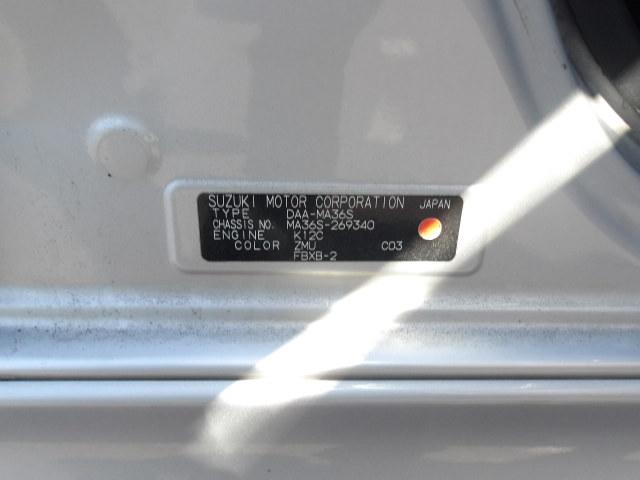 SUZUKI MOTOR CORPORATION JAPAN
TYPE DAA-MA36S
CHASSIS NO. MA36S-269340
ENGINE K12C
COLOR ZMU C03
FBXB-2